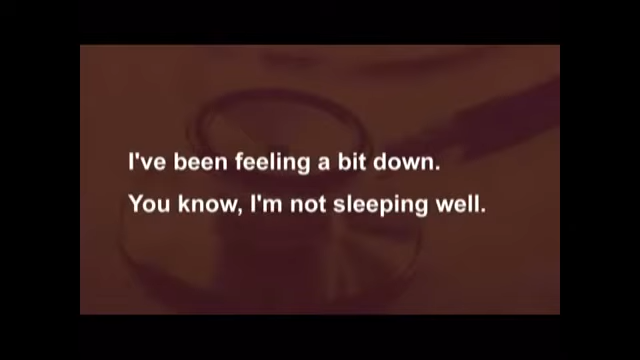 I've been feeling a bit down.
You know, I'm not sleeping well.